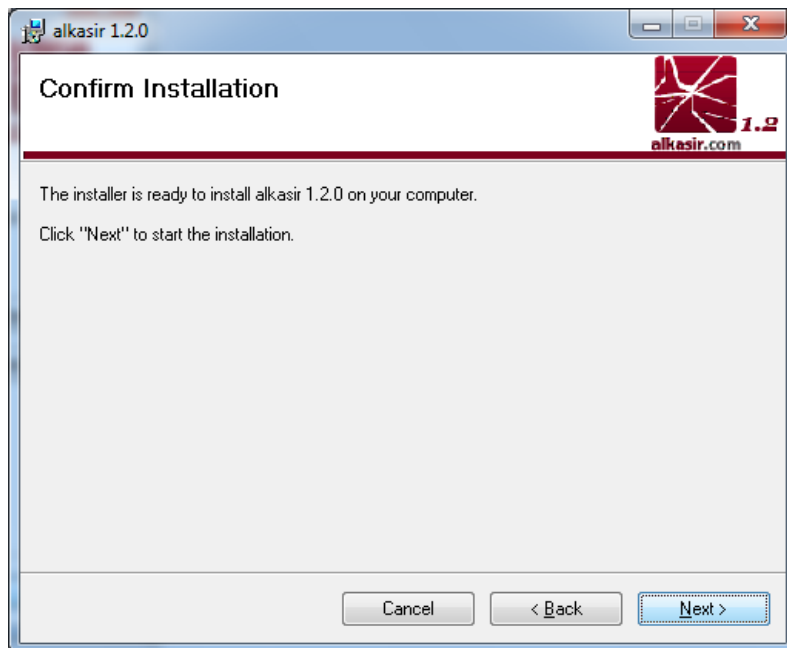 alkasir 1.2.0
Confirm Installation
1.2
alkasir.com
The installer is ready to install alkasir 1.2.0 on your computer.
Click "Next" to start the installation.
Cancel
< Back
Next >